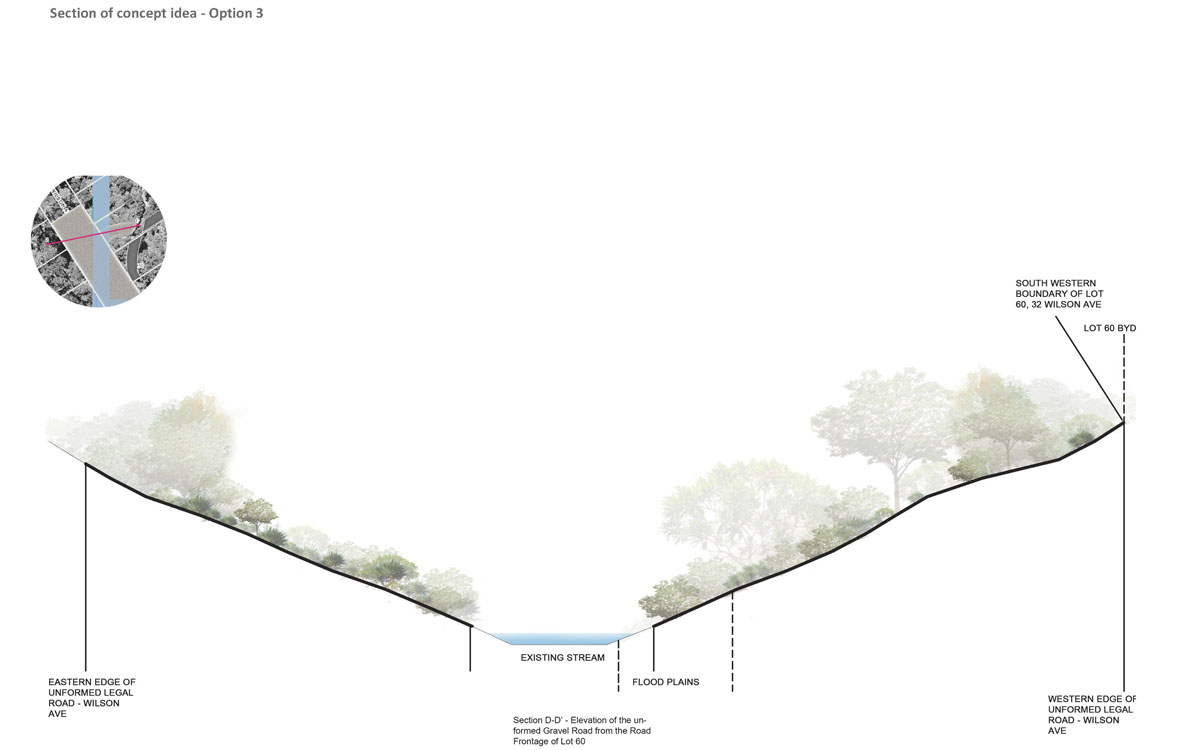 Section of concept idea - Option 3
SOUTH WESTERN
BOUNDARY OF LOT
60, 32 WILSON AVE
LOT 60 BYD
EXISTING STREAM
FLOOD PLAINS
EASTERN EDGE OF
UNFORMED LEGAL
ROAD - WILSON
AVE
WESTERN EDGE OF
UNFORMED LEGAL
ROAD - WILSON
AVE
Section D-D' - Elevation of the un-
formed Gravel Road from the Road
Frontage of Lot 60